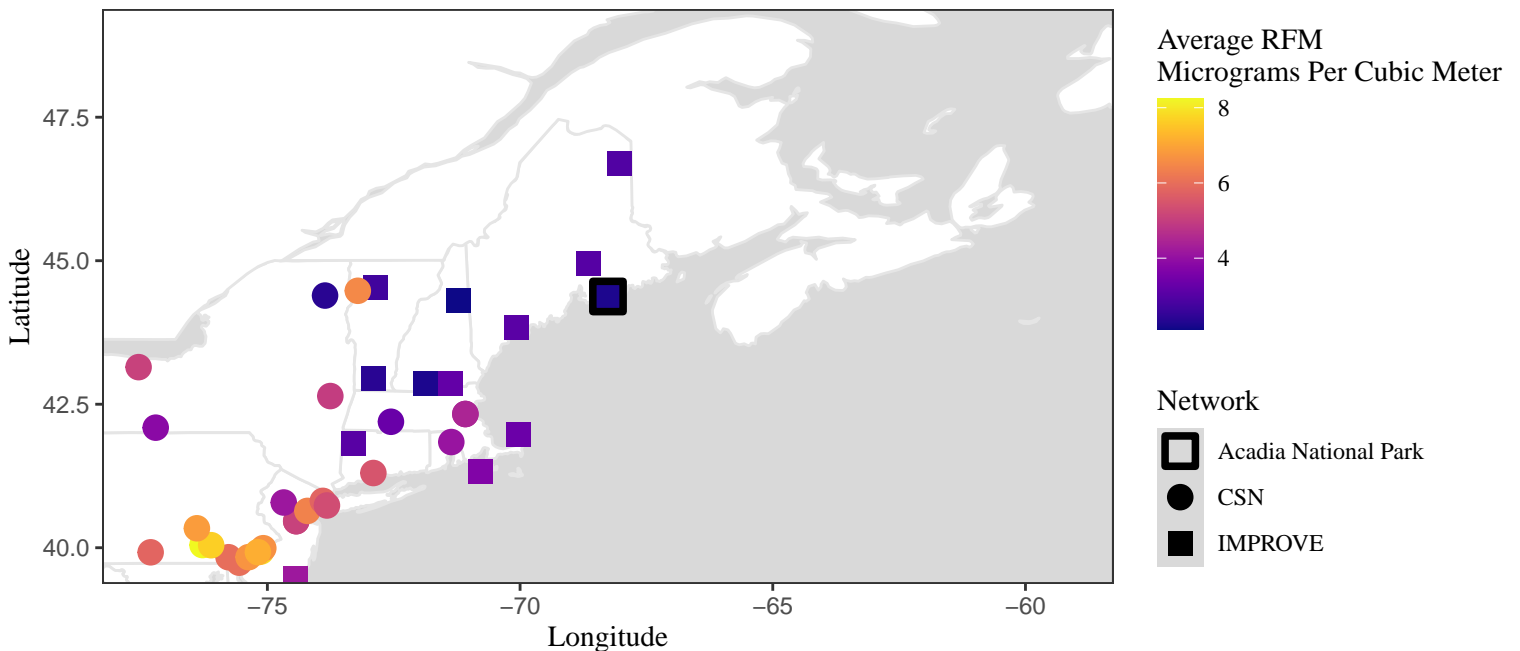 Average RFM
Micrograms Per Cubic Meter
8
6
4
Network
Acadia National Park
CSN
IMPROVE
Latitude
47.5
45.0
42.5
40.0
−75
−70
−65
−60
Longitude